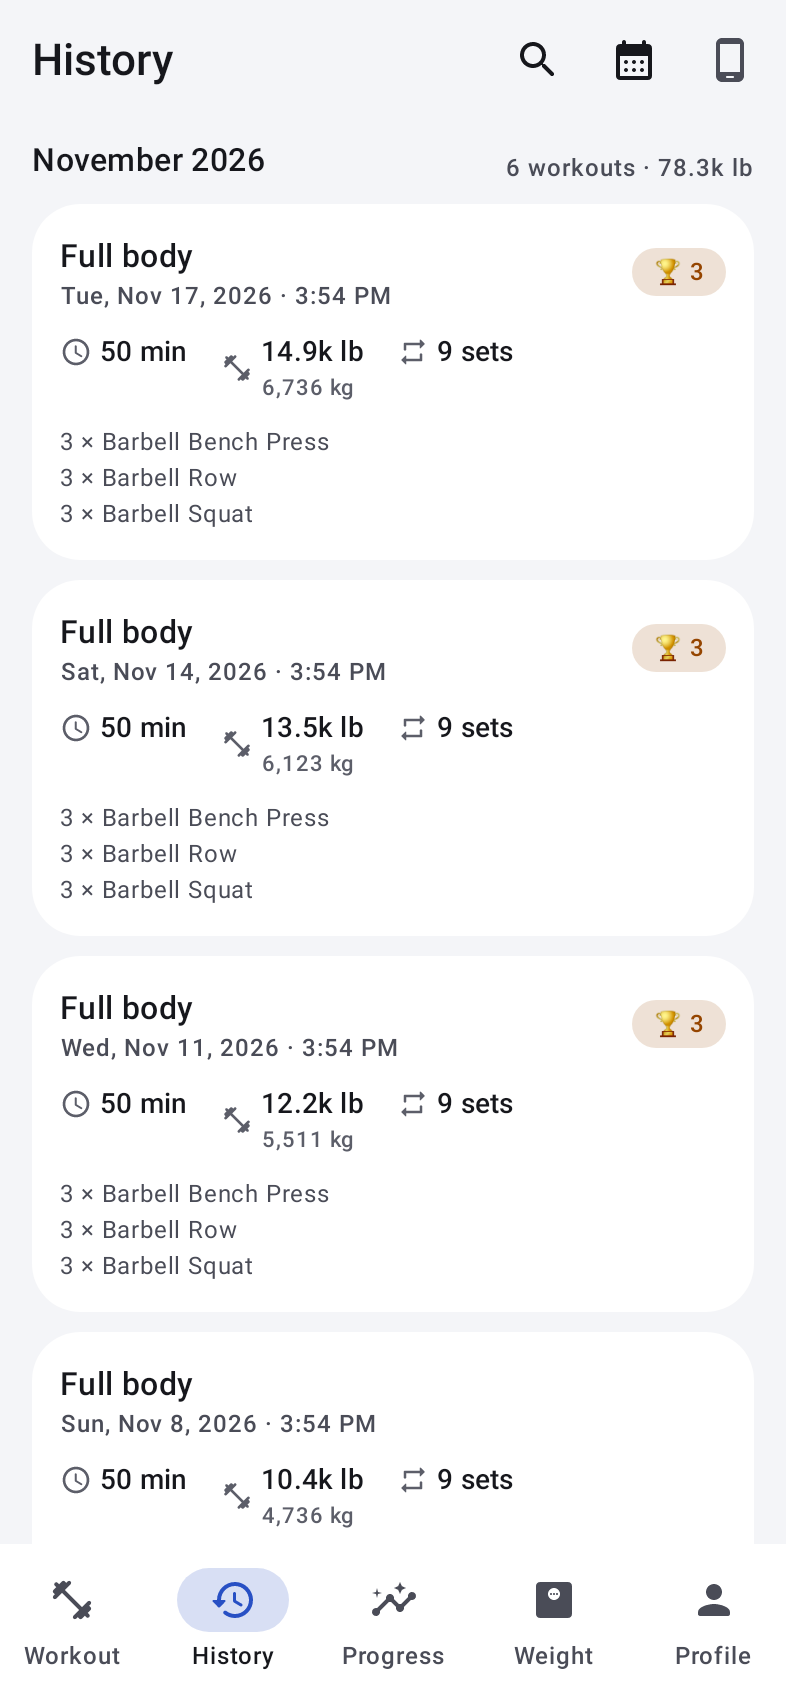 History
November 2026
6 workouts · 78.3k lb
Full body
🏆 3
Tue, Nov 17, 2026 · 3:54 PM
50 min
14.9k lb
9 sets
6,736 kg
3 × Barbell Bench Press
3 × Barbell Row
3 × Barbell Squat
Full body
🏆 3
Sat, Nov 14, 2026 · 3:54 PM
50 min
13.5k lb
9 sets
6,123 kg
3 × Barbell Bench Press
3 × Barbell Row
3 × Barbell Squat
Full body
🏆 3
Wed, Nov 11, 2026 · 3:54 PM
50 min
12.2k lb
9 sets
5,511 kg
3 × Barbell Bench Press
3 × Barbell Row
3 × Barbell Squat
Full body
Sun, Nov 8, 2026 · 3:54 PM
50 min
10.4k lb
9 sets
4,736 kg
Workout
History
Progress
Weight
Profile